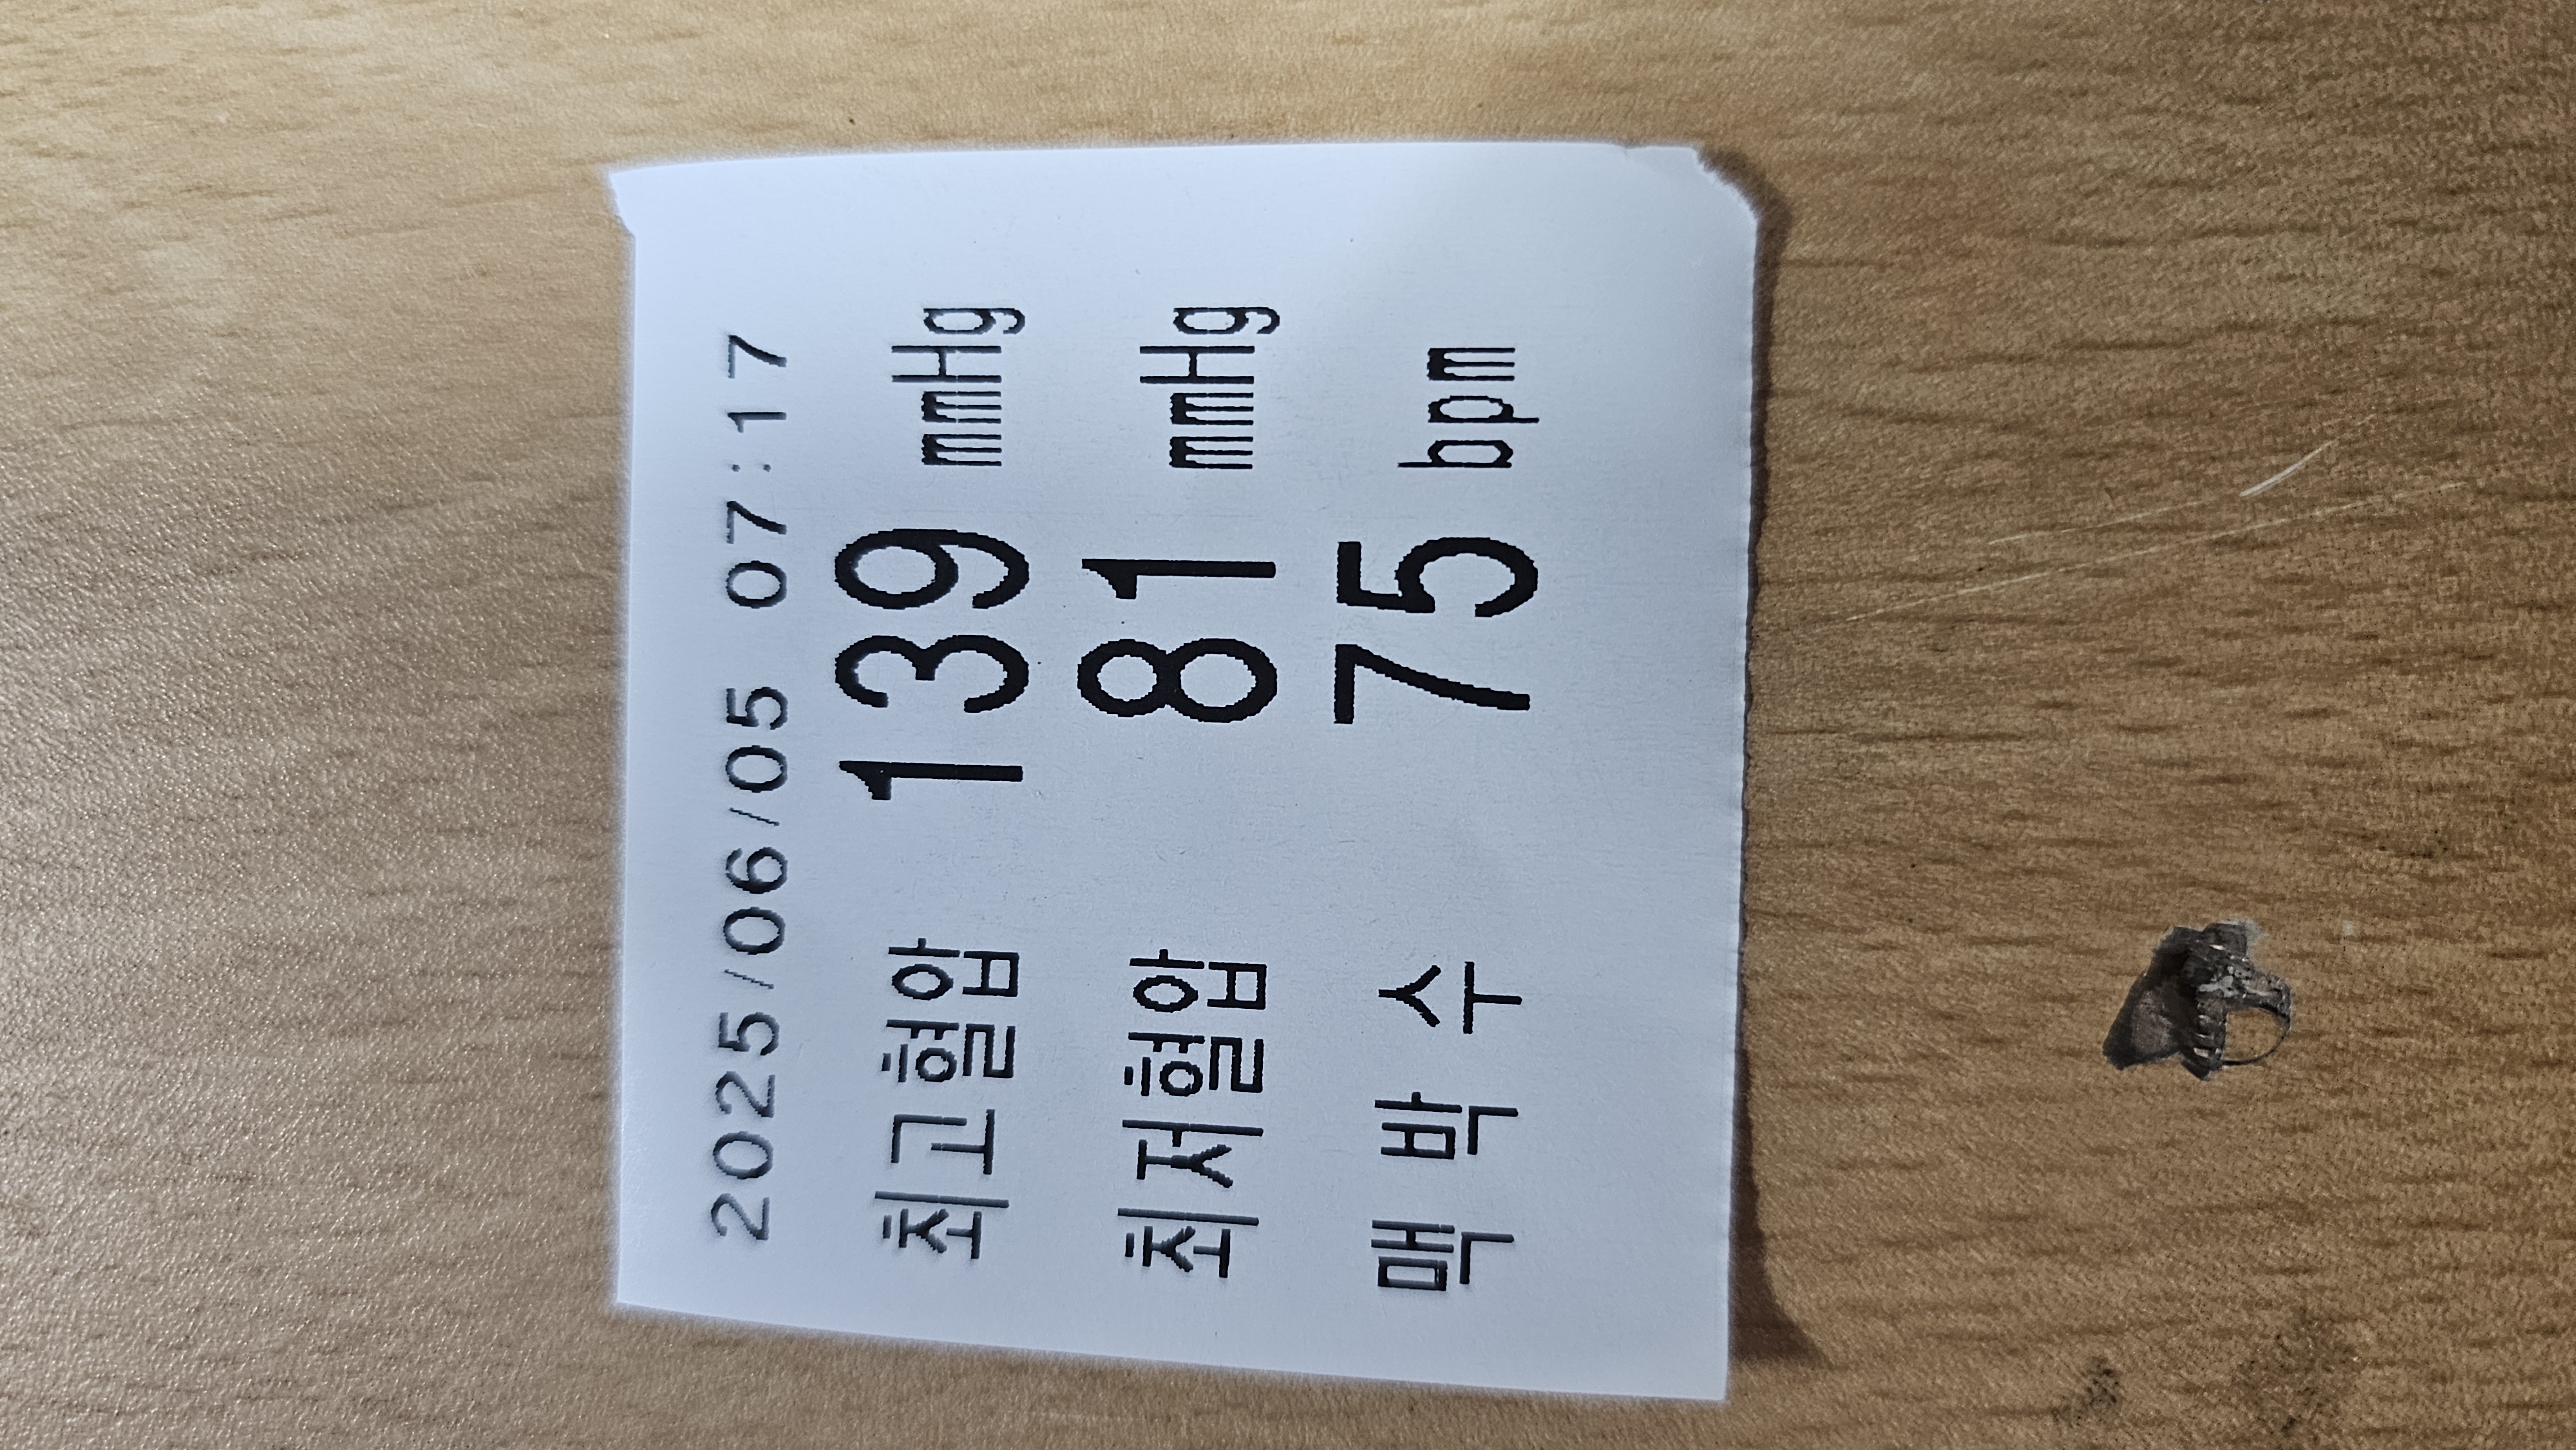 2025/06/05 07:17
최고혈압 139 mmHg
최저혈압 81 mmHg
맥 박 수 75 bpm